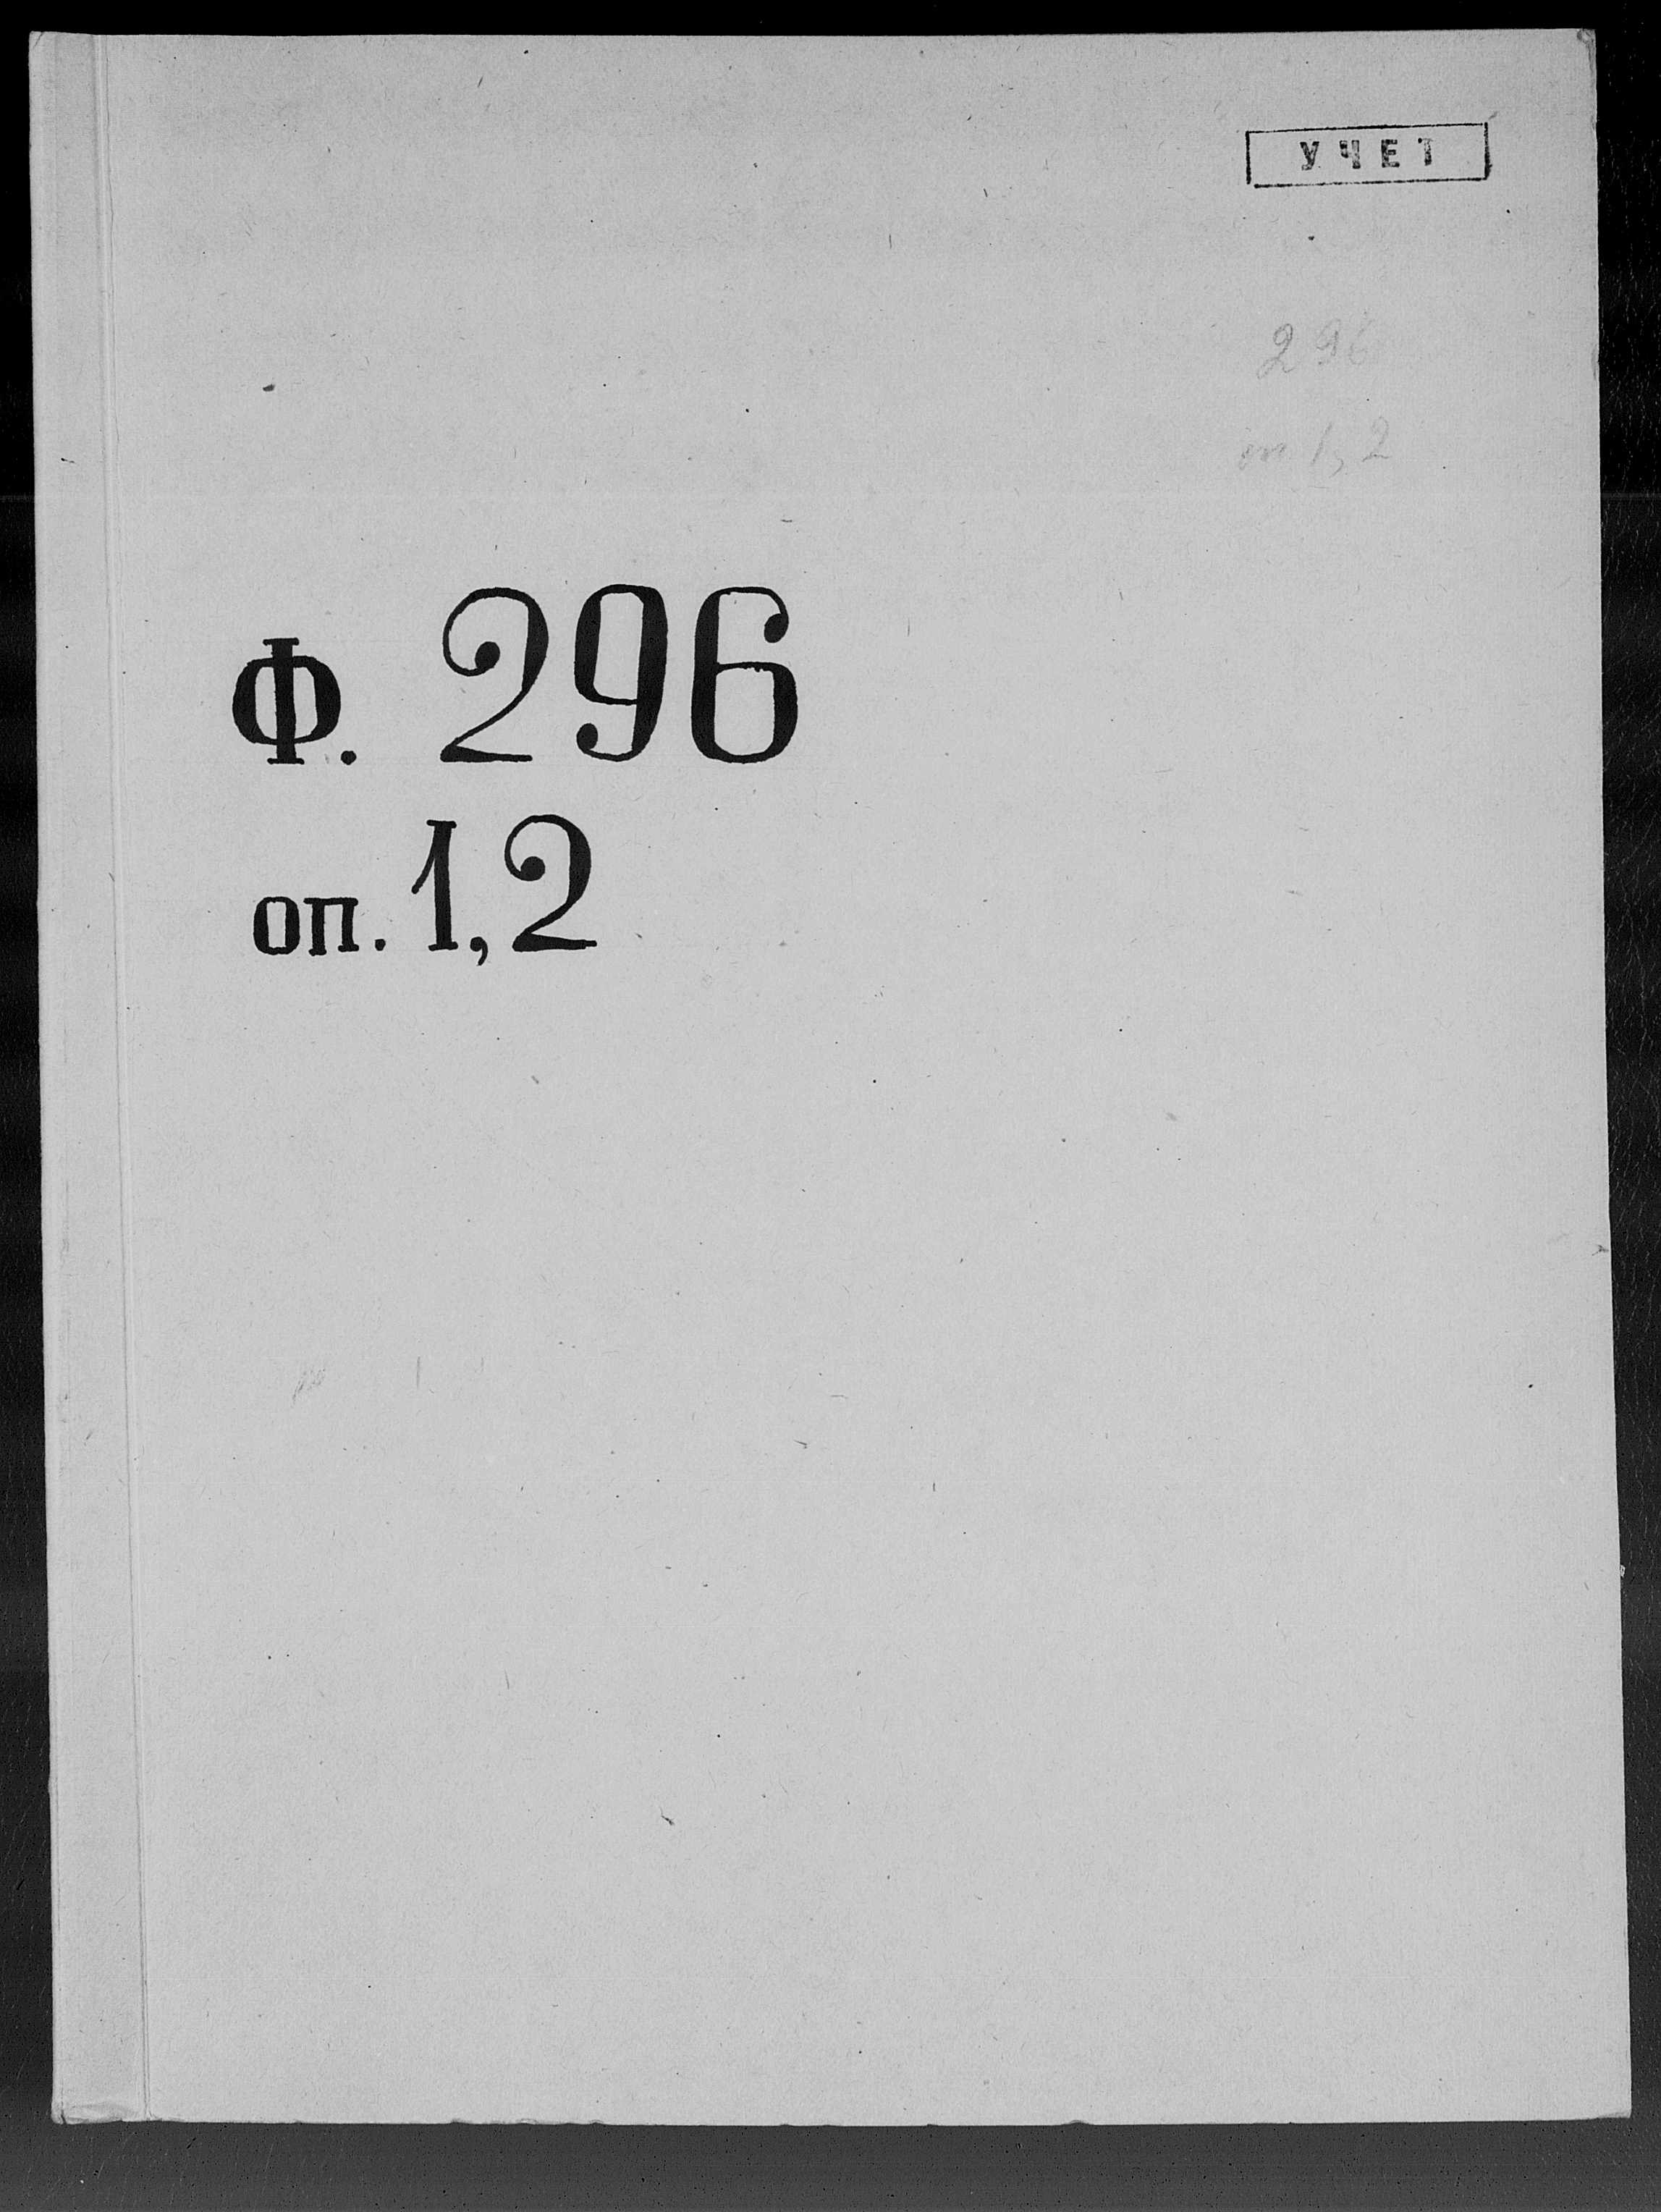 УЧЕТ
296
оп. 1, 2
Ф. 296
оп. 1,2